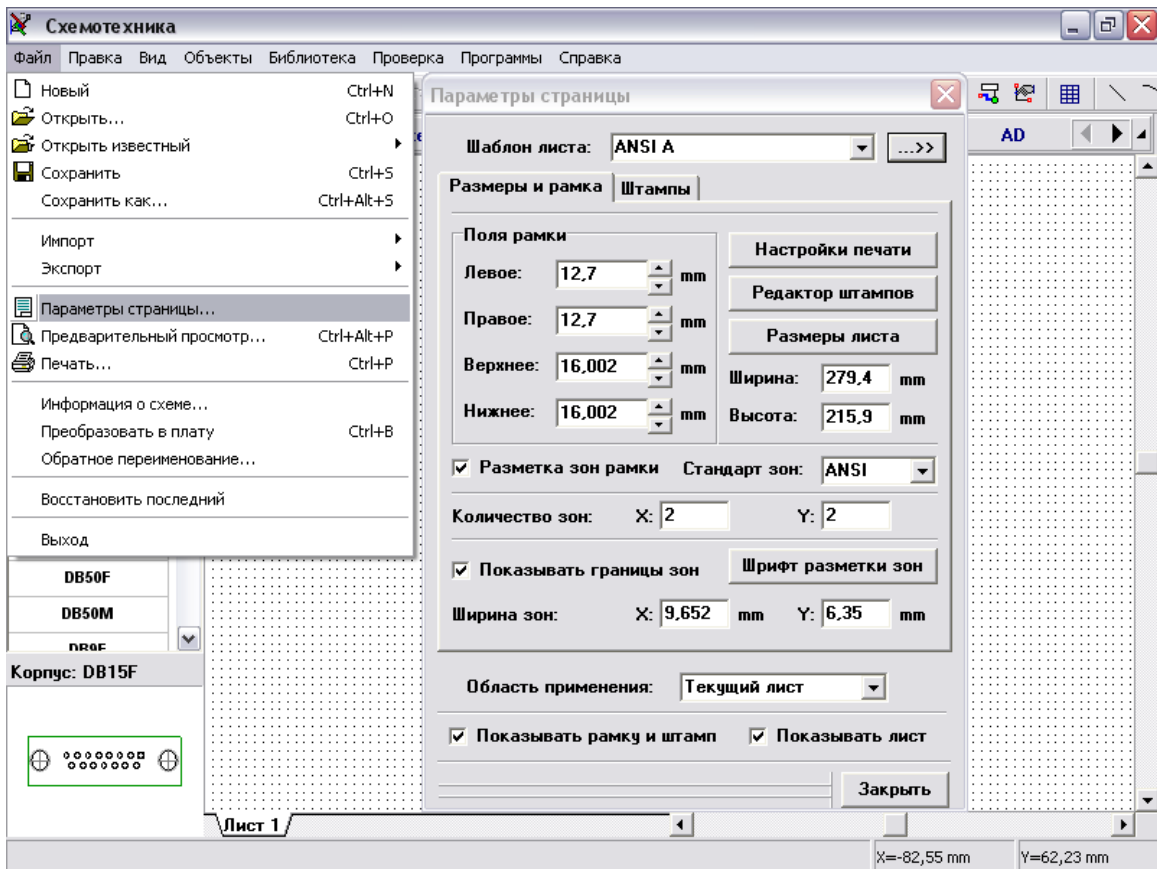 Схемотехника
Файл Правка Вид Объекты Библиотека Проверка Программы Справка
Новый Ctrl+N
Открыть... Ctrl+O
Открыть известный
Сохранить Ctrl+S
Сохранить как... Ctrl+Alt+S
Импорт
Экспорт
Параметры страницы...
Предварительный просмотр... Ctrl+Alt+P
Печать... Ctrl+P
Информация о схеме...
Преобразовать в плату Ctrl+B
Обратное переименование...
Восстановить последний
Выход
DB50F
DB50M
DB9F
Корпус: DB15F
Параметры страницы
AD
Шаблон листа: ANSI A ...>>
Размеры и рамка Штампы
Поля рамки
Левое: 12,7 mm
Правое: 12,7 mm
Верхнее: 16,002 mm
Нижнее: 16,002 mm
Настройки печати
Редактор штампов
Размеры листа
Ширина: 279,4 mm
Высота: 215,9 mm
Разметка зон рамки Стандарт зон: ANSI
Количество зон: X: 2 Y: 2
Показывать границы зон Шрифт разметки зон
Ширина зон: X: 9,652 mm Y: 6,35 mm
Область применения: Текущий лист
Показывать рамку и штамп Показывать лист
Закрыть
Лист 1
X=-82,55 mm Y=62,23 mm